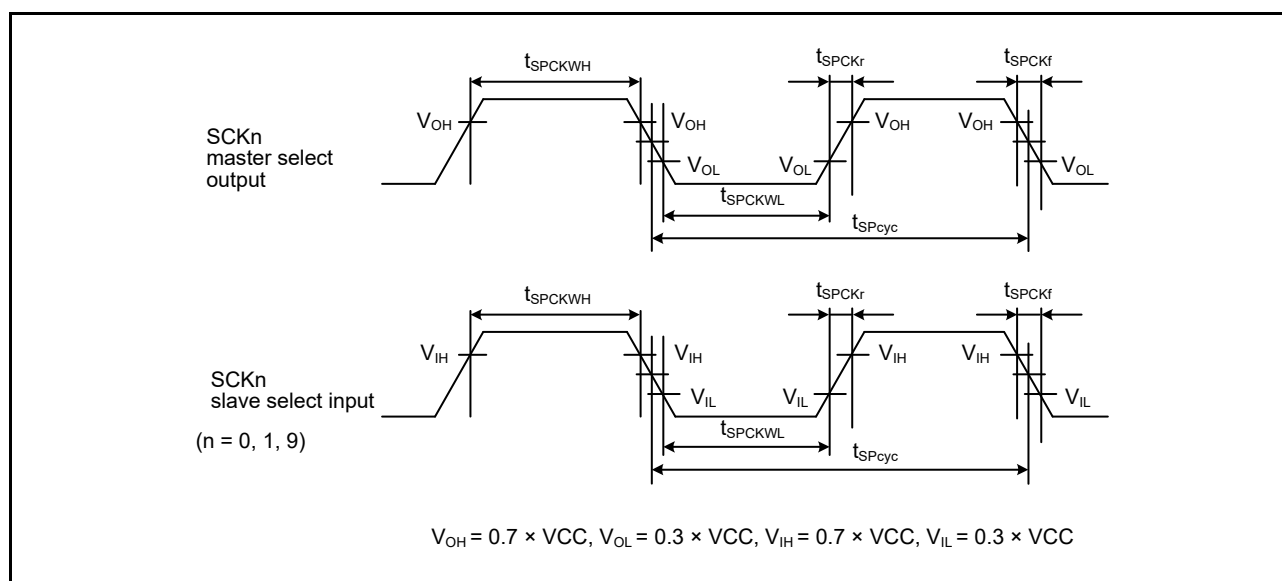 tSPCKWH
tSPCKr
tSPCKf
VOH
VOH
VOH
VOH
SCKn
master select
output
VOL
VOL
VOL
tSPCKWL
tSPcyc
tSPCKWH
tSPCKr
tSPCKf
VIH
VIH
VIH
VIH
SCKn
slave select input
VIL
VIL
VIL
(n = 0, 1, 9)
tSPCKWL
tSPcyc
VOH = 0.7 × VCC, VOL = 0.3 × VCC, VIH = 0.7 × VCC, VIL = 0.3 × VCC